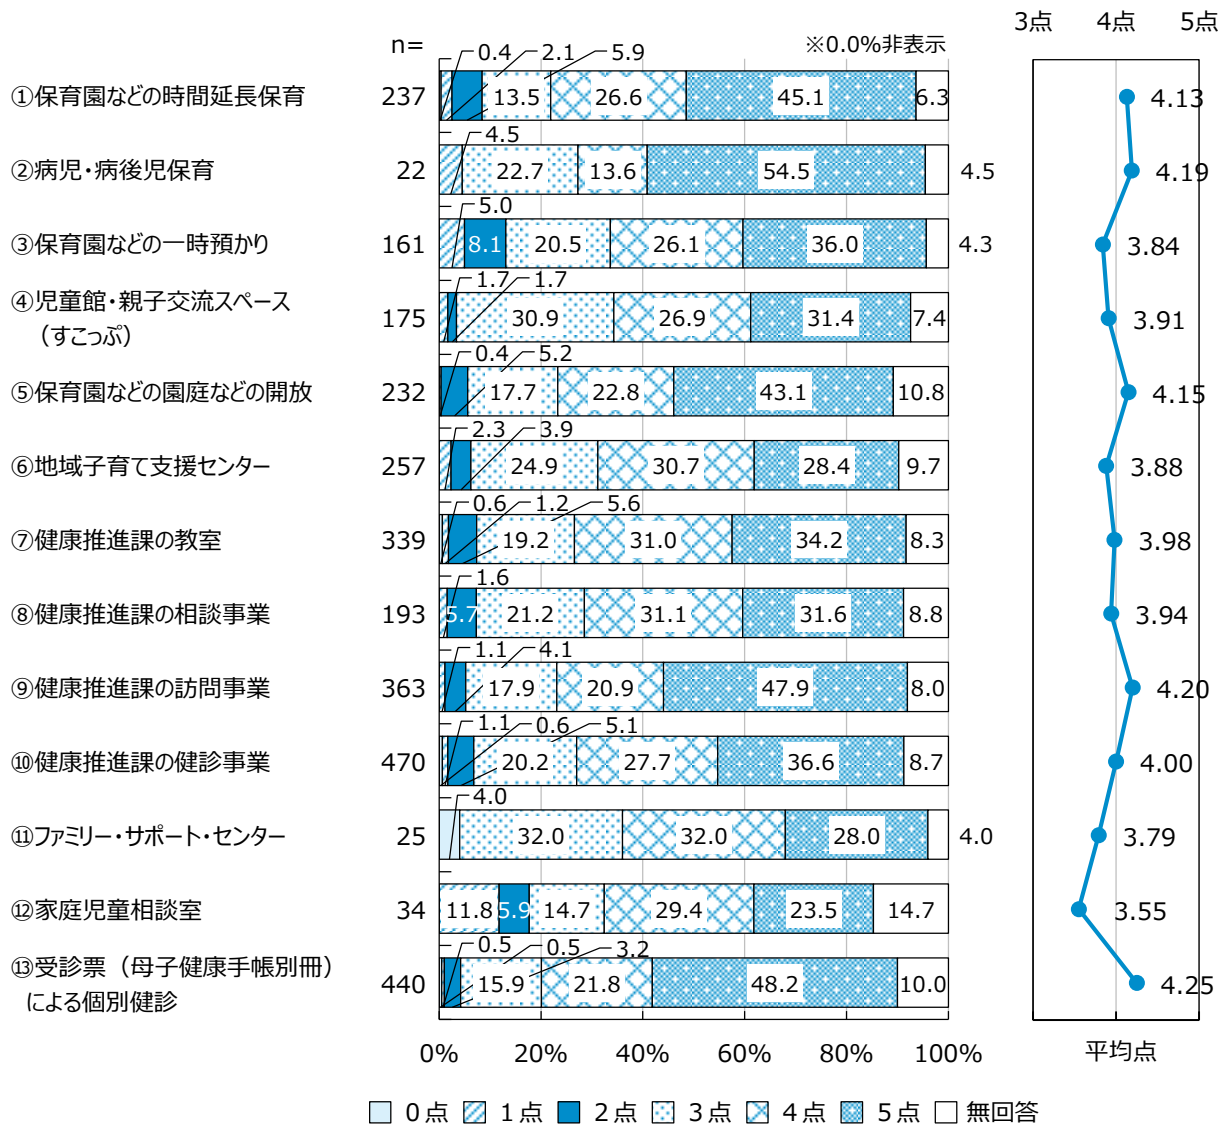 3点 4点 5点
n= ※0.0%非表示
0.4 2.1 5.9
①保育園などの時間延長保育 237 13.5 26.6 45.1 6.3 4.13
4.5
②病児・病後児保育 22 22.7 13.6 54.5 4.5 4.19
5.0
③保育園などの一時預かり 161 8.1 20.5 26.1 36.0 4.3 3.84
1.7 1.7
④児童館・親子交流スペース
（すこっぷ） 175 30.9 26.9 31.4 7.4 3.91
0.4 5.2
⑤保育園などの園庭などの開放 232 17.7 22.8 43.1 10.8 4.15
2.3 3.9
⑥地域子育て支援センター 257 24.9 30.7 28.4 9.7 3.88
0.6 1.2 5.6
⑦健康推進課の教室 339 19.2 31.0 34.2 8.3 3.98
1.6
⑧健康推進課の相談事業 193 5.7 21.2 31.1 31.6 8.8 3.94
1.1 4.1
⑨健康推進課の訪問事業 363 17.9 20.9 47.9 8.0 4.20
1.1 0.6 5.1
⑩健康推進課の健診事業 470 20.2 27.7 36.6 8.7 4.00
4.0
⑪ファミリー・サポート・センター 25 32.0 32.0 28.0 4.0 3.79
⑫家庭児童相談室 34 11.8 5.9 14.7 29.4 23.5 14.7 3.55
0.5 0.5 3.2
⑬受診票（母子健康手帳別冊）
による個別健診 440 15.9 21.8 48.2 10.0 4.25
0% 20% 40% 60% 80% 100% 平均点
0点 1点 2点 3点 4点 5点 無回答